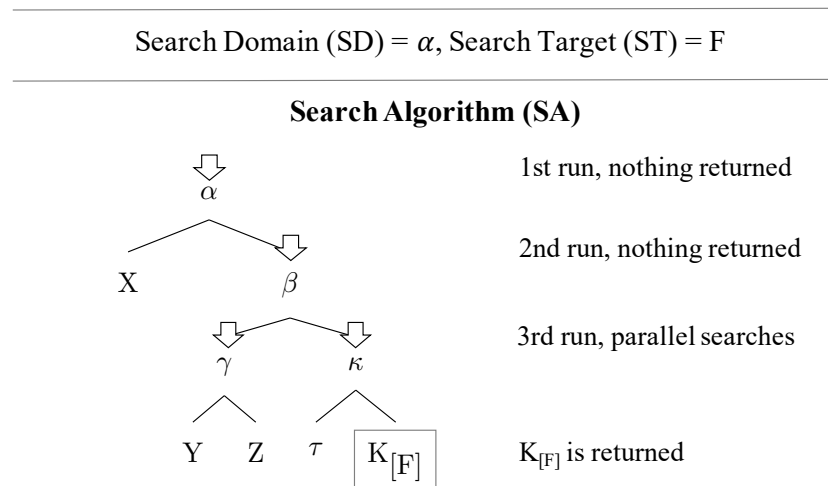 Search Domain (SD) = α, Search Target (ST) = F
Search Algorithm (SA)
α
1st run, nothing returned
X
β
2nd run, nothing returned
γ
κ
3rd run, parallel searches
Y Z τ K[F]
K[F] is returned